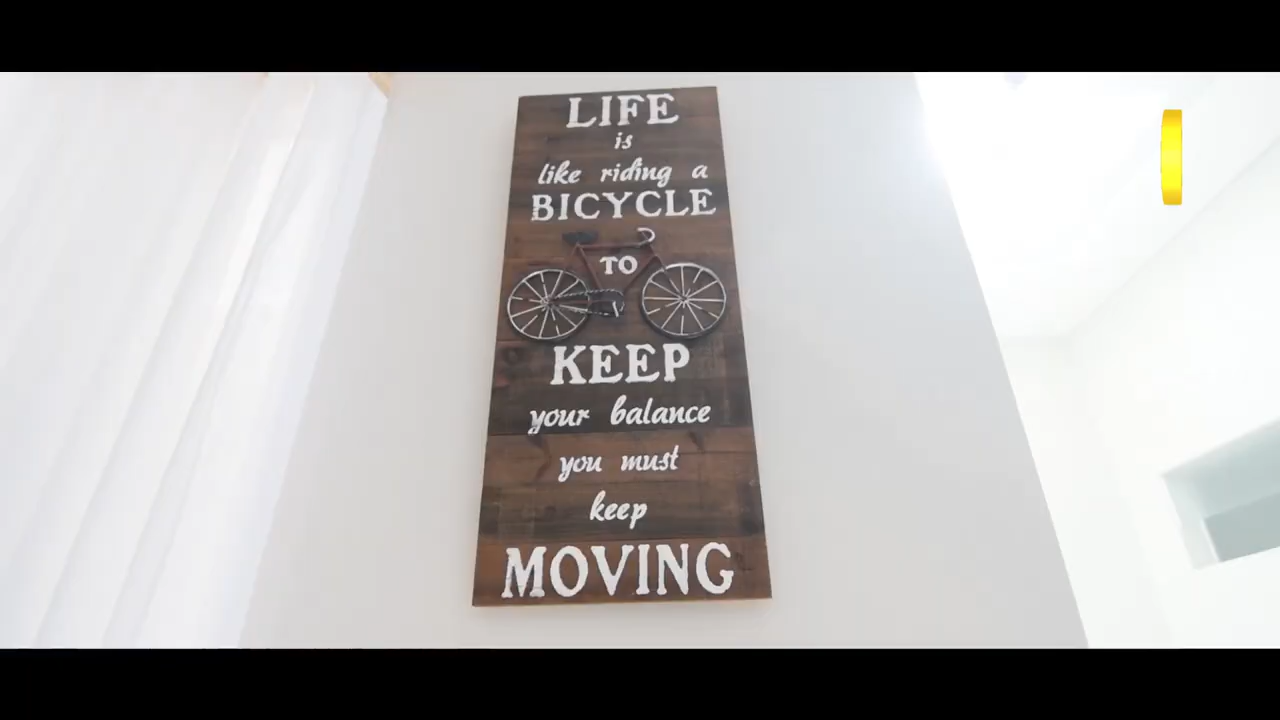 LIFE
is
like riding a
BICYCLE
TO
KEEP
your balance
you must
keep
MOVING